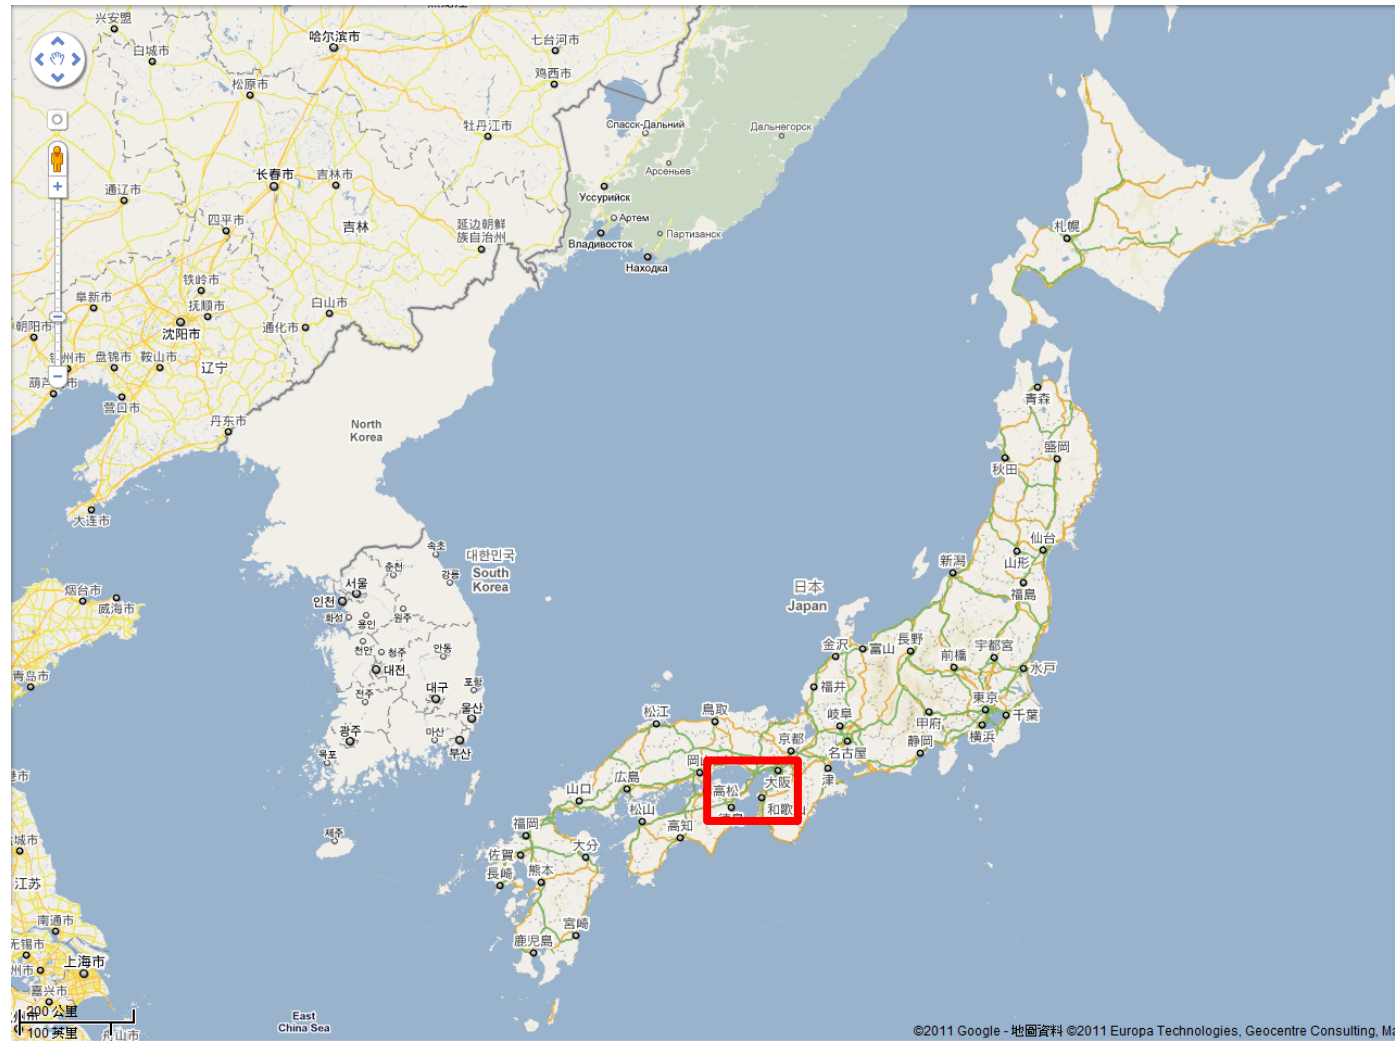 兴安盟
哈尔滨市
七台河市
白城市
鸡西市
松原市
牡丹江市
Спасск-Дальний
Дальнегорск
Арсеньев
长春市
吉林市
通辽市
Уссурийск
四平市
吉林
延边朝鲜
族自治州
Артем
Партизанск
Владивосток
札幌
Находка
铁岭市
阜新市
抚顺市
白山市
朝阳市
沈阳市
通化市
州市
盘锦市
鞍山市
辽宁
营口市
青森
丹东市
North
Korea
盛岡
秋田
大连市
仙台
속초
대한민국
South
Korea
新潟
山形
춘천
강릉
서울
烟台市
日本
Japan
福島
인천
威海市
화성
용인
원주
金沢
富山
長野
宇都宮
천안
청주
안동
前橋
水戸
대전
青岛市
福井
전주
대구
포항
東京
松江
鳥取
岐阜
千葉
울산
甲府
광주
마산
横浜
부산
京都
名古屋
静岡
목포
広島
大阪
津
山口
高松
松山
和歌山
福岡
高知
제주
大分
佐賀
熊本
長崎
江苏
南通市
宮崎
鹿児島
上海市
嘉兴市
200 公里
100 英里
East
China Sea
©2011 Google - 地圖資料 ©2011 Europa Technologies, Geocentre Consulting,